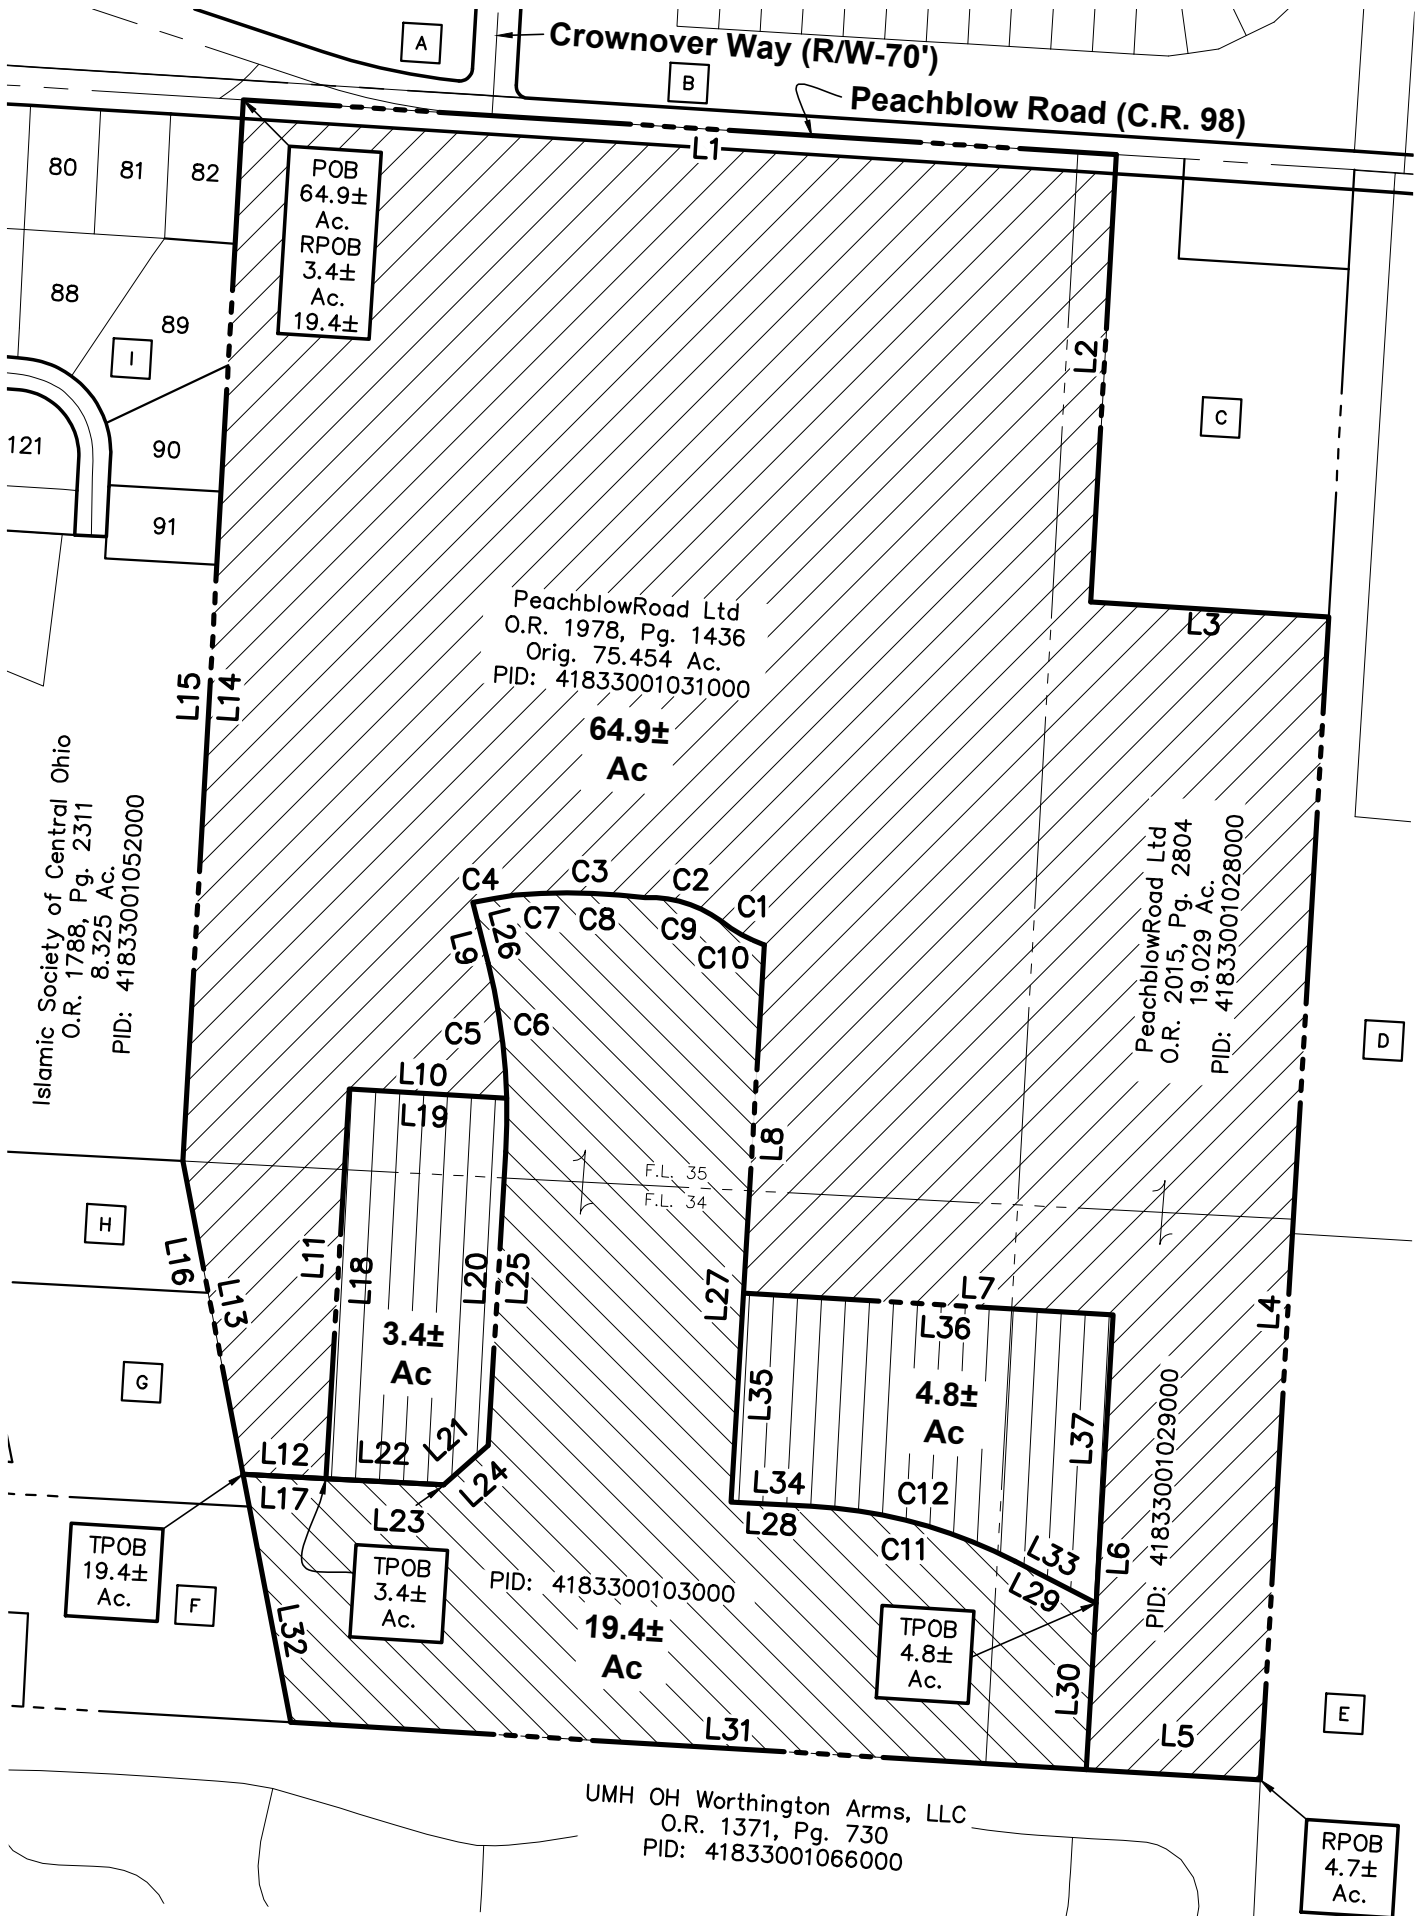 A
Crownover Way (R/W-70')
B
Peachblow Road (C.R. 98)
L1
80
81
82
POB
64.9±
Ac.
RPOB
3.4±
Ac.
19.4±
88
89
I
L2
C
121
90
91
PeachblowRoad Ltd
O.R. 1978, Pg. 1436
Orig. 75.454 Ac.
PID: 41833001031000
64.9±
Ac
L3
L15
L14
Islamic Society of Central Ohio
O.R. 1788, Pg. 2311
8.325 Ac.
PID: 41833001052000
PeachblowRoad Ltd
O.R. 2015, Pg. 2804
19.029 Ac.
PID: 41833001028000
C4
C3
C2
C1
C7
C8
C9
C10
L9
L26
C5
C6
D
L10
L19
L8
F.L. 35
F.L. 34
H
L16
L13
L11
L18
L20
L25
L27
L7
L36
L4
3.4±
Ac
G
L35
4.8±
Ac
L37
PID: 41833001029000
L12
L22
L21
L17
L23
L24
L34
L28
C12
C11
L33
L29
L6
TPOB
19.4±
Ac.
F
TPOB
3.4±
Ac.
PID: 4183300103000
19.4±
Ac
TPOB
4.8±
Ac.
L32
L30
L31
L5
E
UMH OH Worthington Arms, LLC
O.R. 1371, Pg. 730
PID: 41833001066000
RPOB
4.7±
Ac.